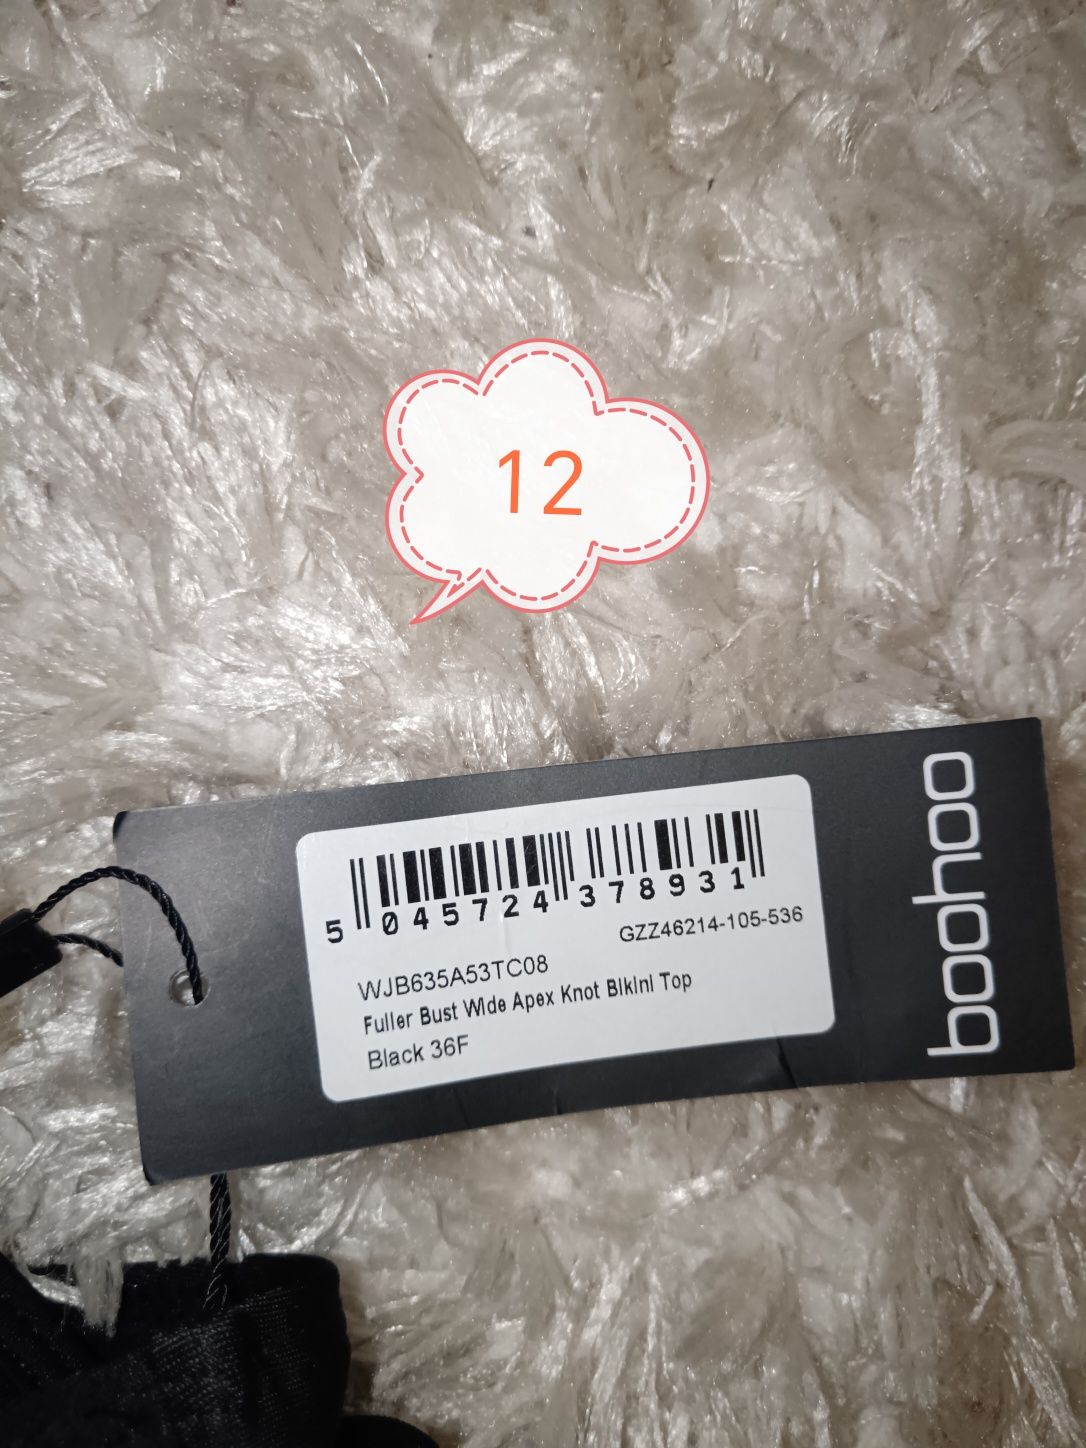 12
boohoo
5 045724 378931
GZZ46214-105-536
WJB635A53TC08
Fuller Bust Wide Apex Knot Bikini Top
Black 36F